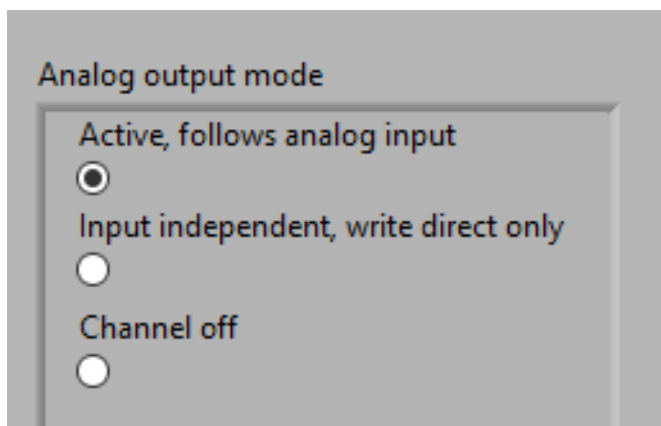 Analog output mode
Active, follows analog input
Input independent, write direct only
Channel off